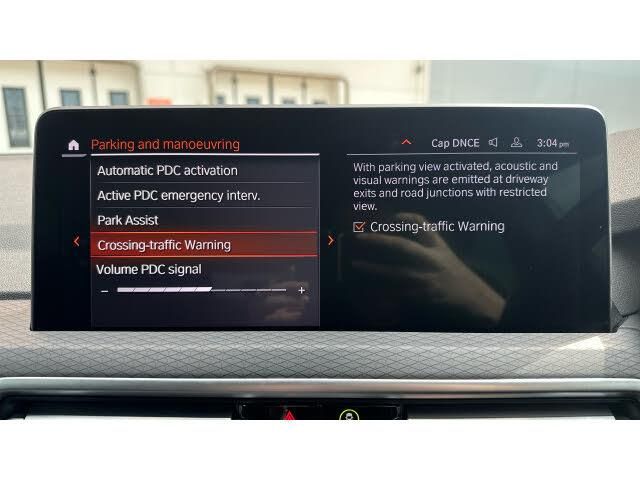 Parking and manoeuvring
Cap DNCE
3:04 pm
Automatic PDC activation
Active PDC emergency interv.
Park Assist
Crossing-traffic Warning
Volume PDC signal
– +
With parking view activated, acoustic and
visual warnings are emitted at driveway
exits and road junctions with restricted
view.
Crossing-traffic Warning